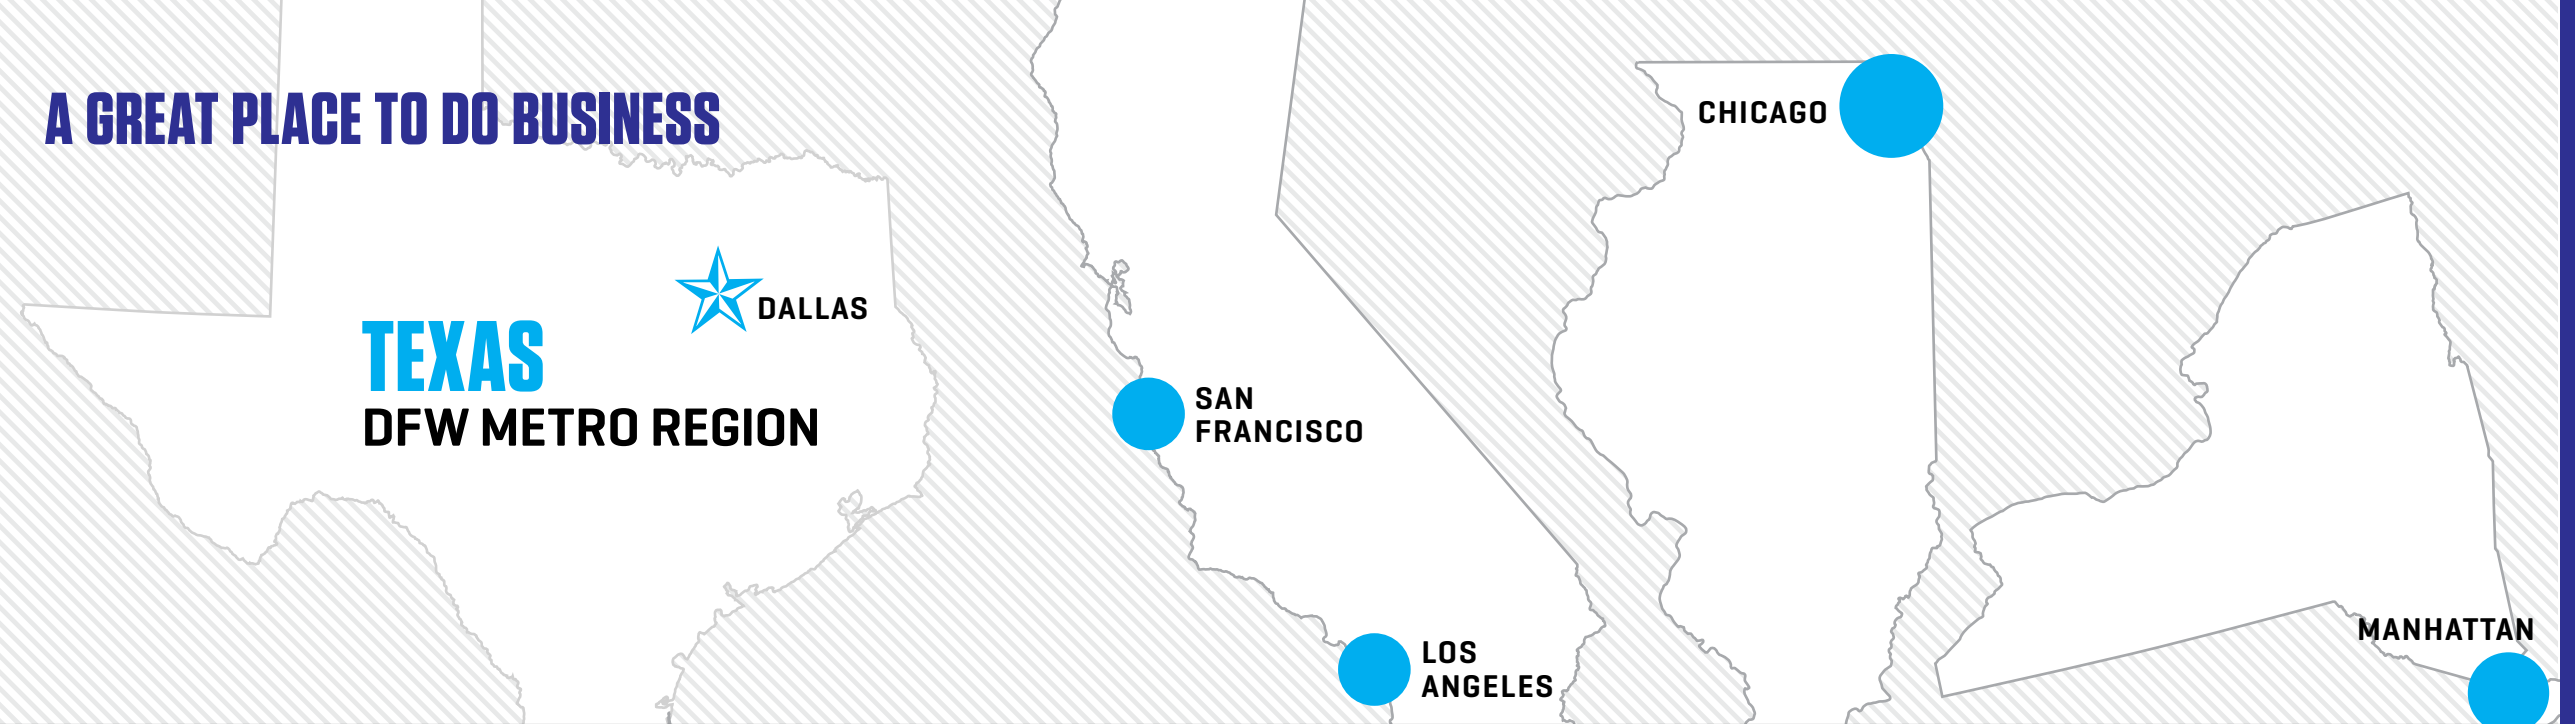 A GREAT PLACE TO DO BUSINESS
DALLAS
TEXAS
DFW METRO REGION
SAN
FRANCISCO
LOS
ANGELES
CHICAGO
MANHATTAN